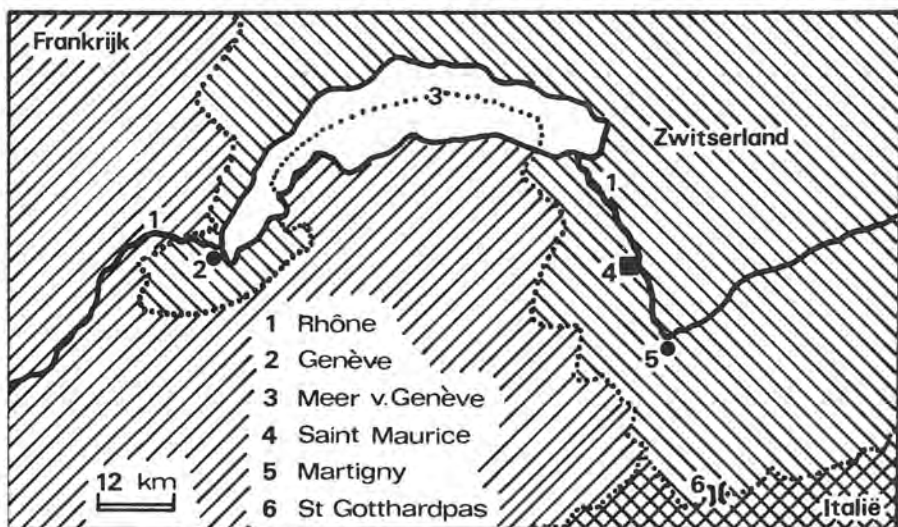 Frankrijk
3
Zwitserland
1
1
2
4
5
1 Rhône
2 Genève
3 Meer v. Genève
4 Saint Maurice
5 Martigny
6 St Gotthardpas
12 km
6
Italië